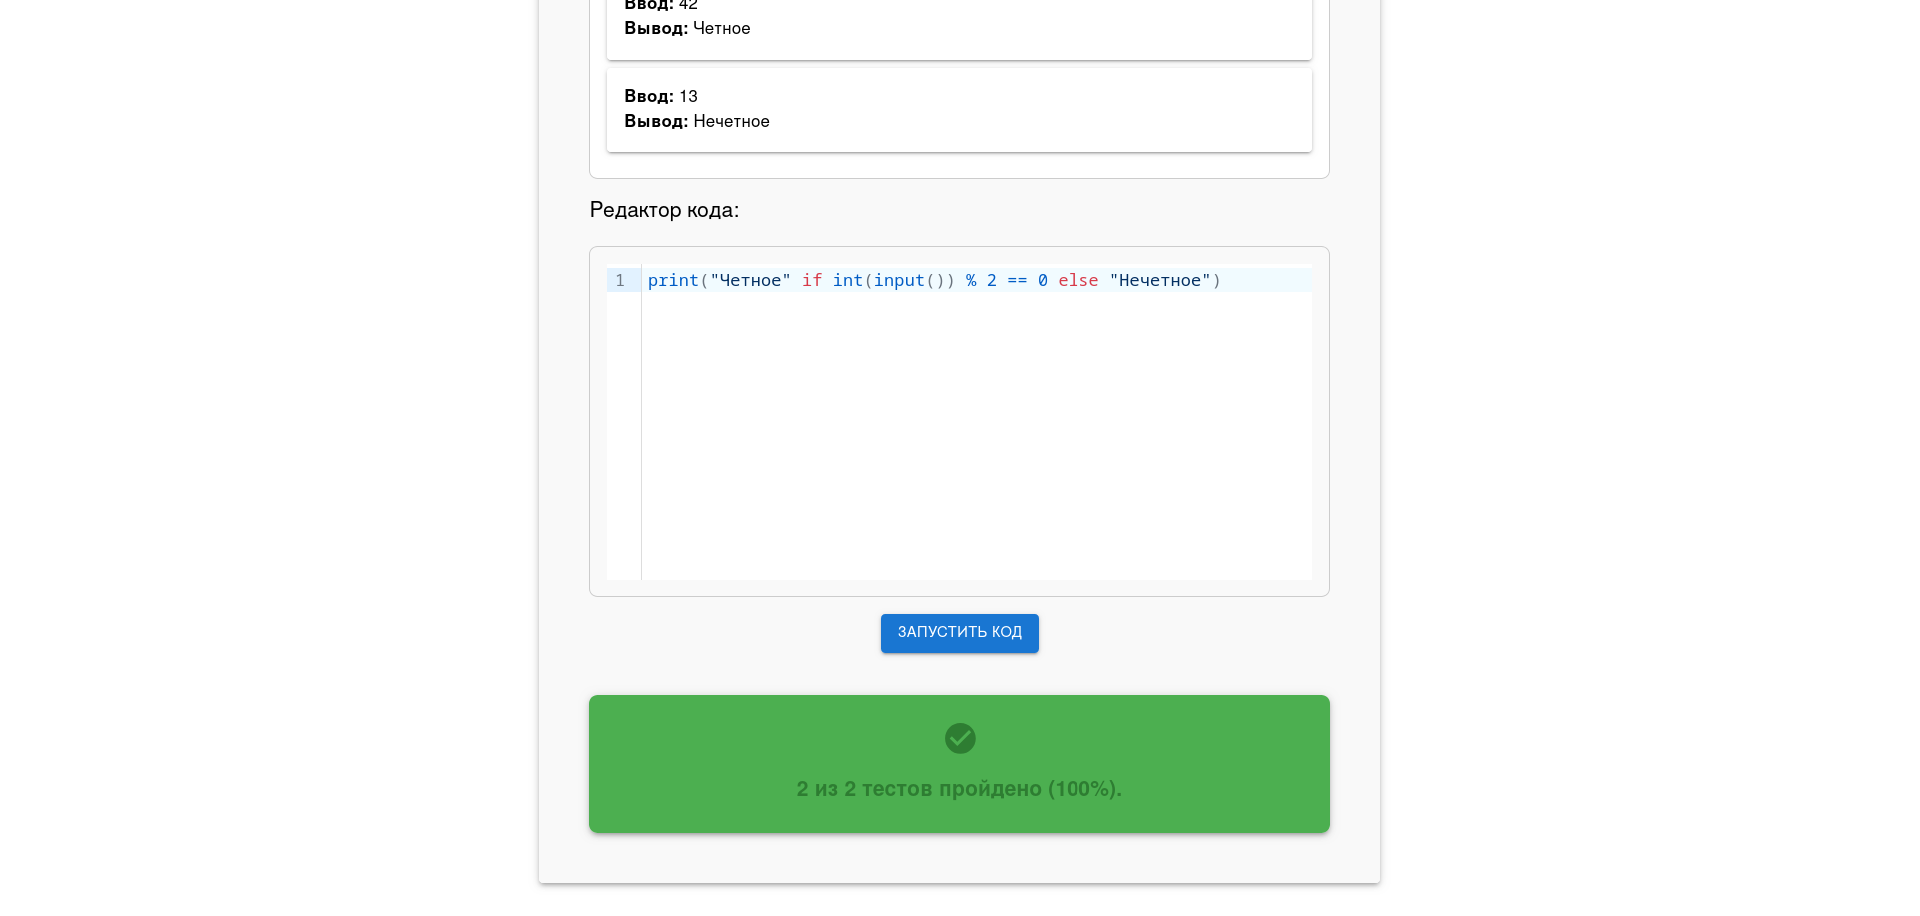 Ввод: 42
Вывод: Четное
Ввод: 13
Вывод: Нечетное
Редактор кода:
1 print("Четное" if int(input()) % 2 == 0 else "Нечетное")
ЗАПУСТИТЬ КОД
2 из 2 тестов пройдено (100%).